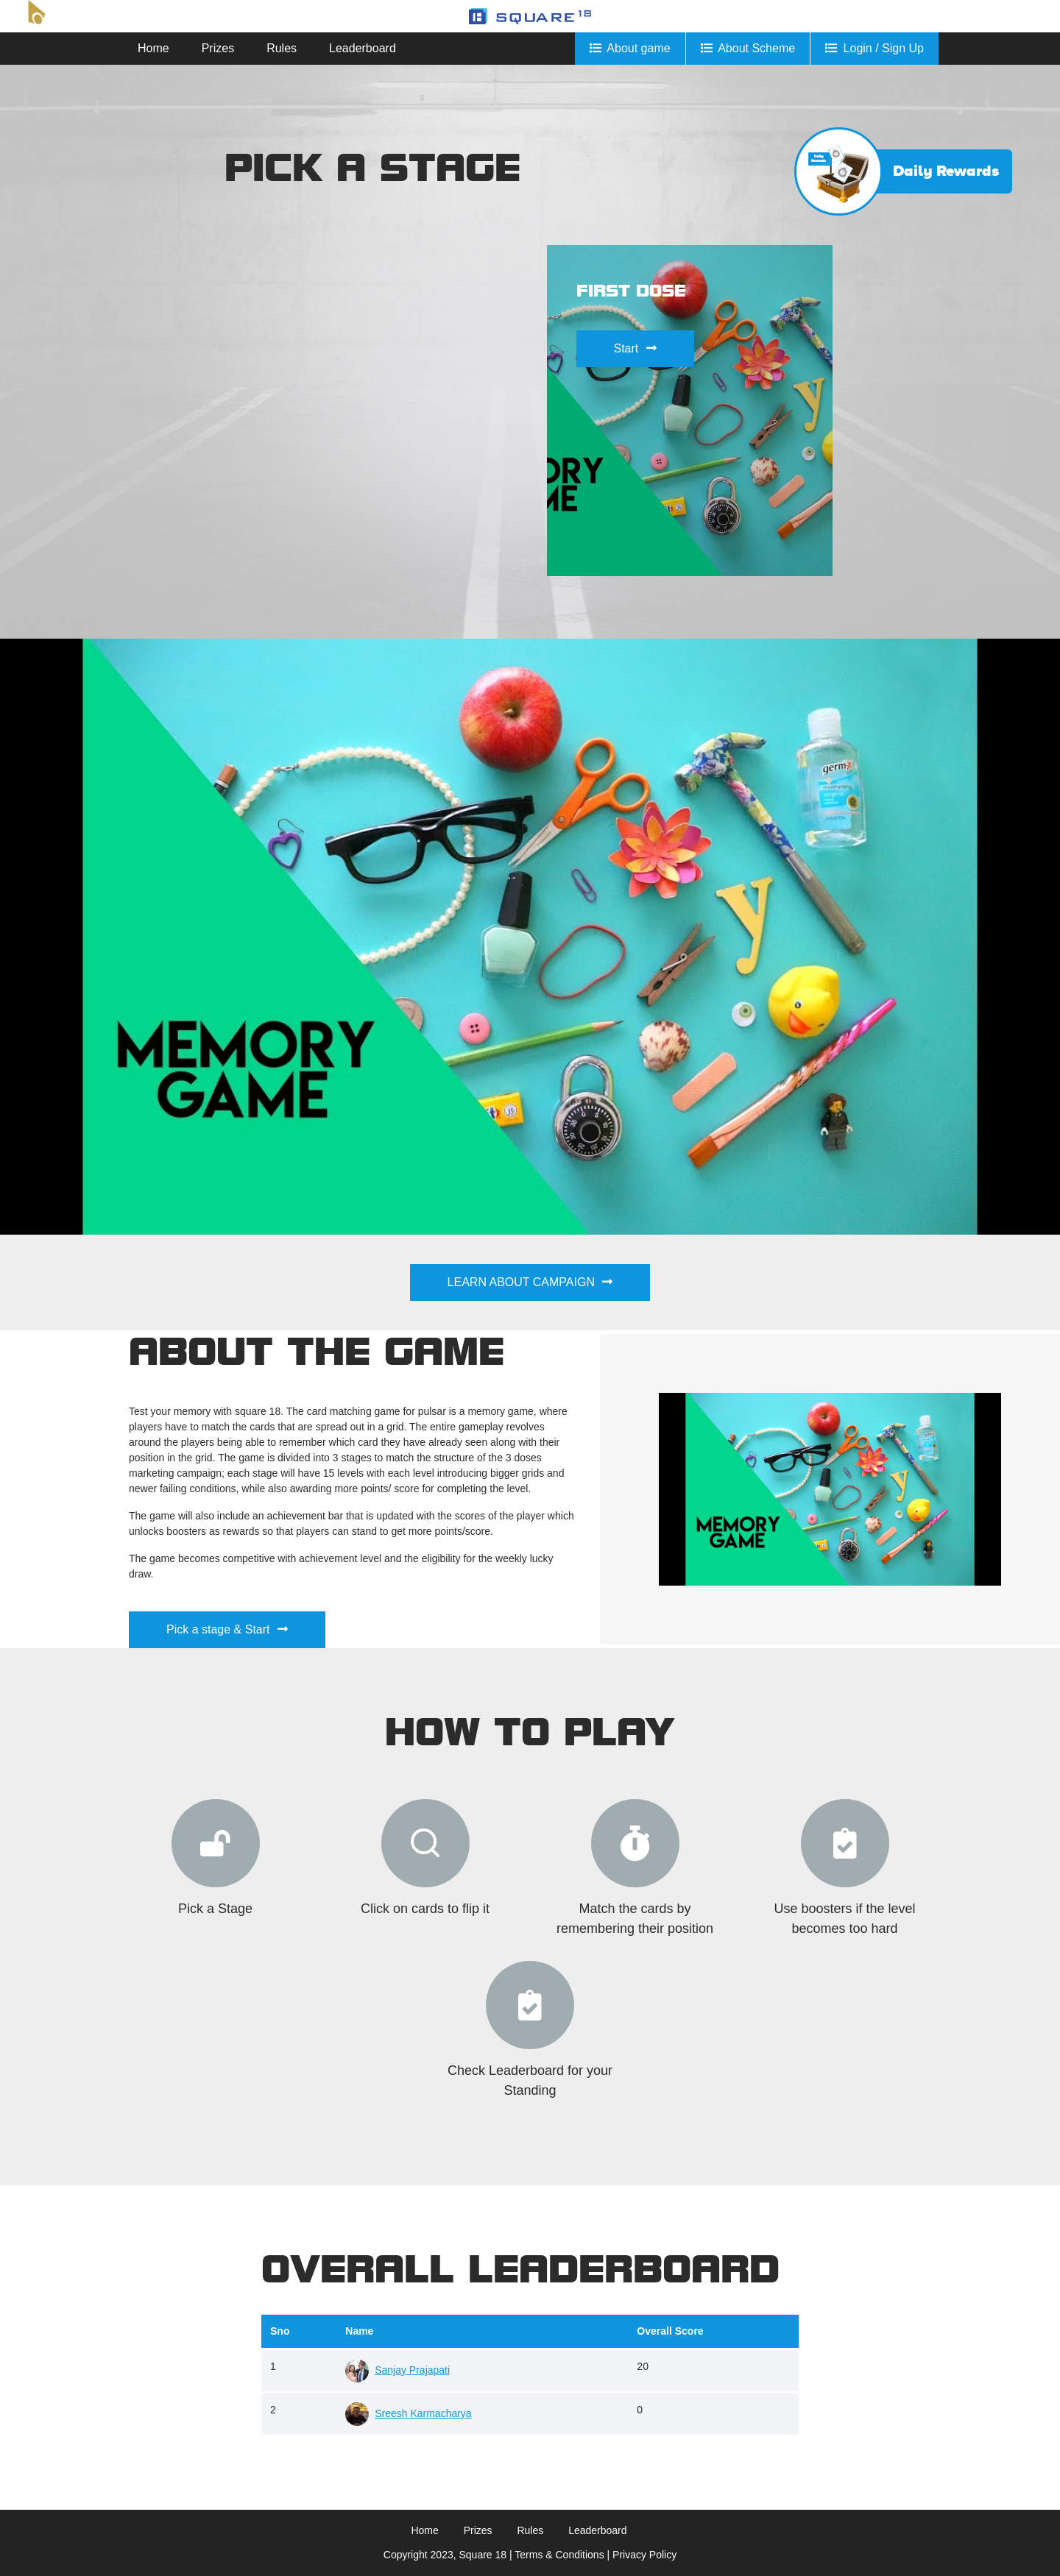 SQUARE 18
Home Prizes Rules Leaderboard About game About Scheme Login / Sign Up
PICK A STAGE
Daily Rewards
FIRST DOSE
Start
ORY
ME
germ-x
MEMORY
GAME
LEARN ABOUT CAMPAIGN
ABOUT THE GAME
Test your memory with square 18. The card matching game for pulsar is a memory game, where
players have to match the cards that are spread out in a grid. The entire gameplay revolves
around the players being able to remember which card they have already seen along with their
position in the grid. The game is divided into 3 stages to match the structure of the 3 doses
marketing campaign; each stage will have 15 levels with each level introducing bigger grids and
newer failing conditions, while also awarding more points/ score for completing the level.
The game will also include an achievement bar that is updated with the scores of the player which
unlocks boosters as rewards so that players can stand to get more points/score.
The game becomes competitive with achievement level and the eligibility for the weekly lucky
draw.
Pick a stage & Start
MEMORY
GAME
HOW TO PLAY
Pick a Stage
Click on cards to flip it
Match the cards by
remembering their position
Use boosters if the level
becomes too hard
Check Leaderboard for your
Standing
OVERALL LEADERBOARD
Sno Name Overall Score
1 Sanjay Prajapati 20
2 Sreesh Karmacharya 0
Home Prizes Rules Leaderboard
Copyright 2023, Square 18 | Terms & Conditions | Privacy Policy